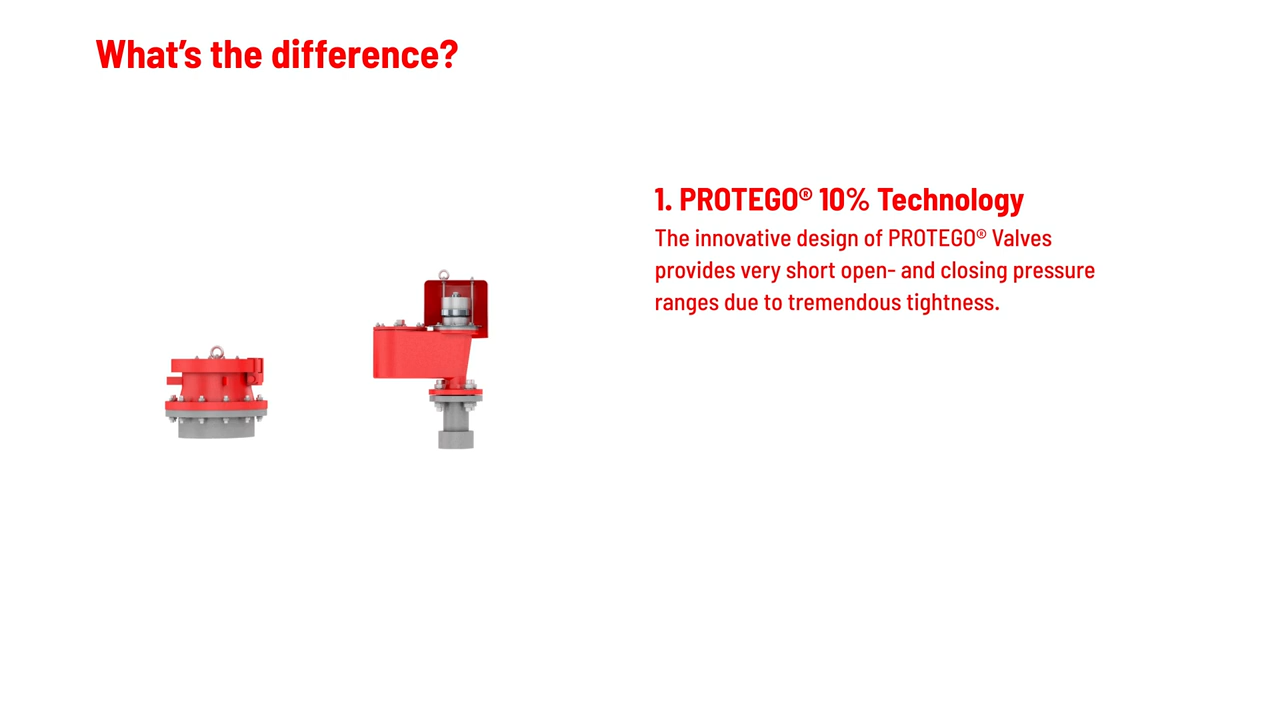 What's the difference?
1. PROTEGO® 10% Technology
The innovative design of PROTEGO® Valves
provides very short open- and closing pressure
ranges due to tremendous tightness.